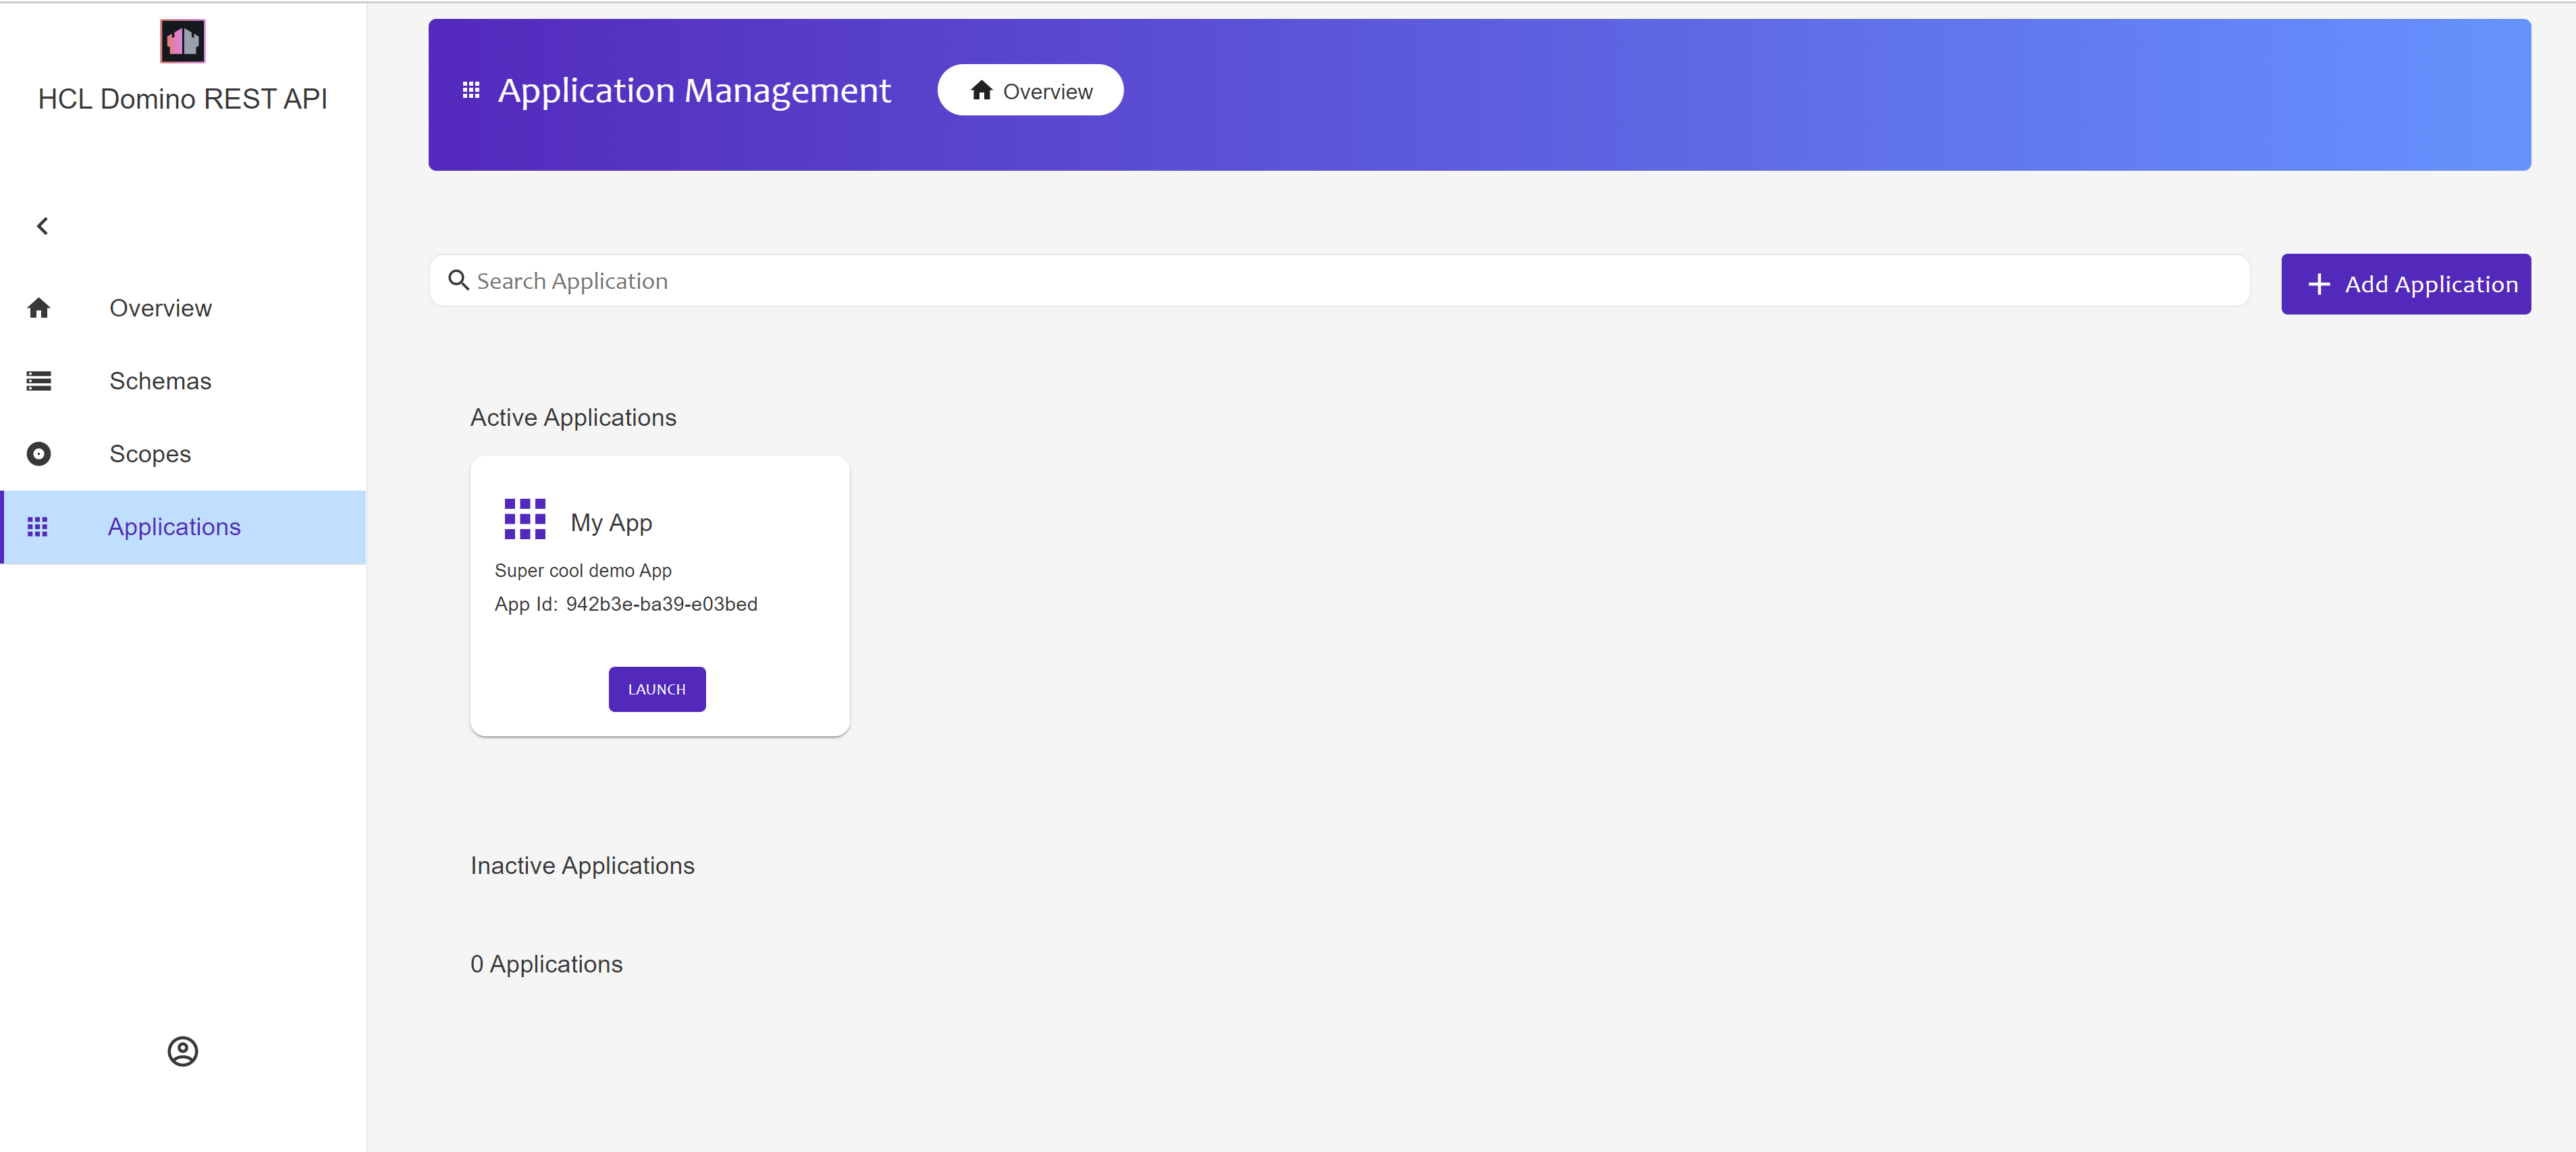 HCL Domino REST API
Overview
Schemas
Scopes
Applications
Application Management
Overview
Search Application
Add Application
Active Applications
My App
Super cool demo App
App Id: 942b3e-ba39-e03bed
LAUNCH
Inactive Applications
0 Applications